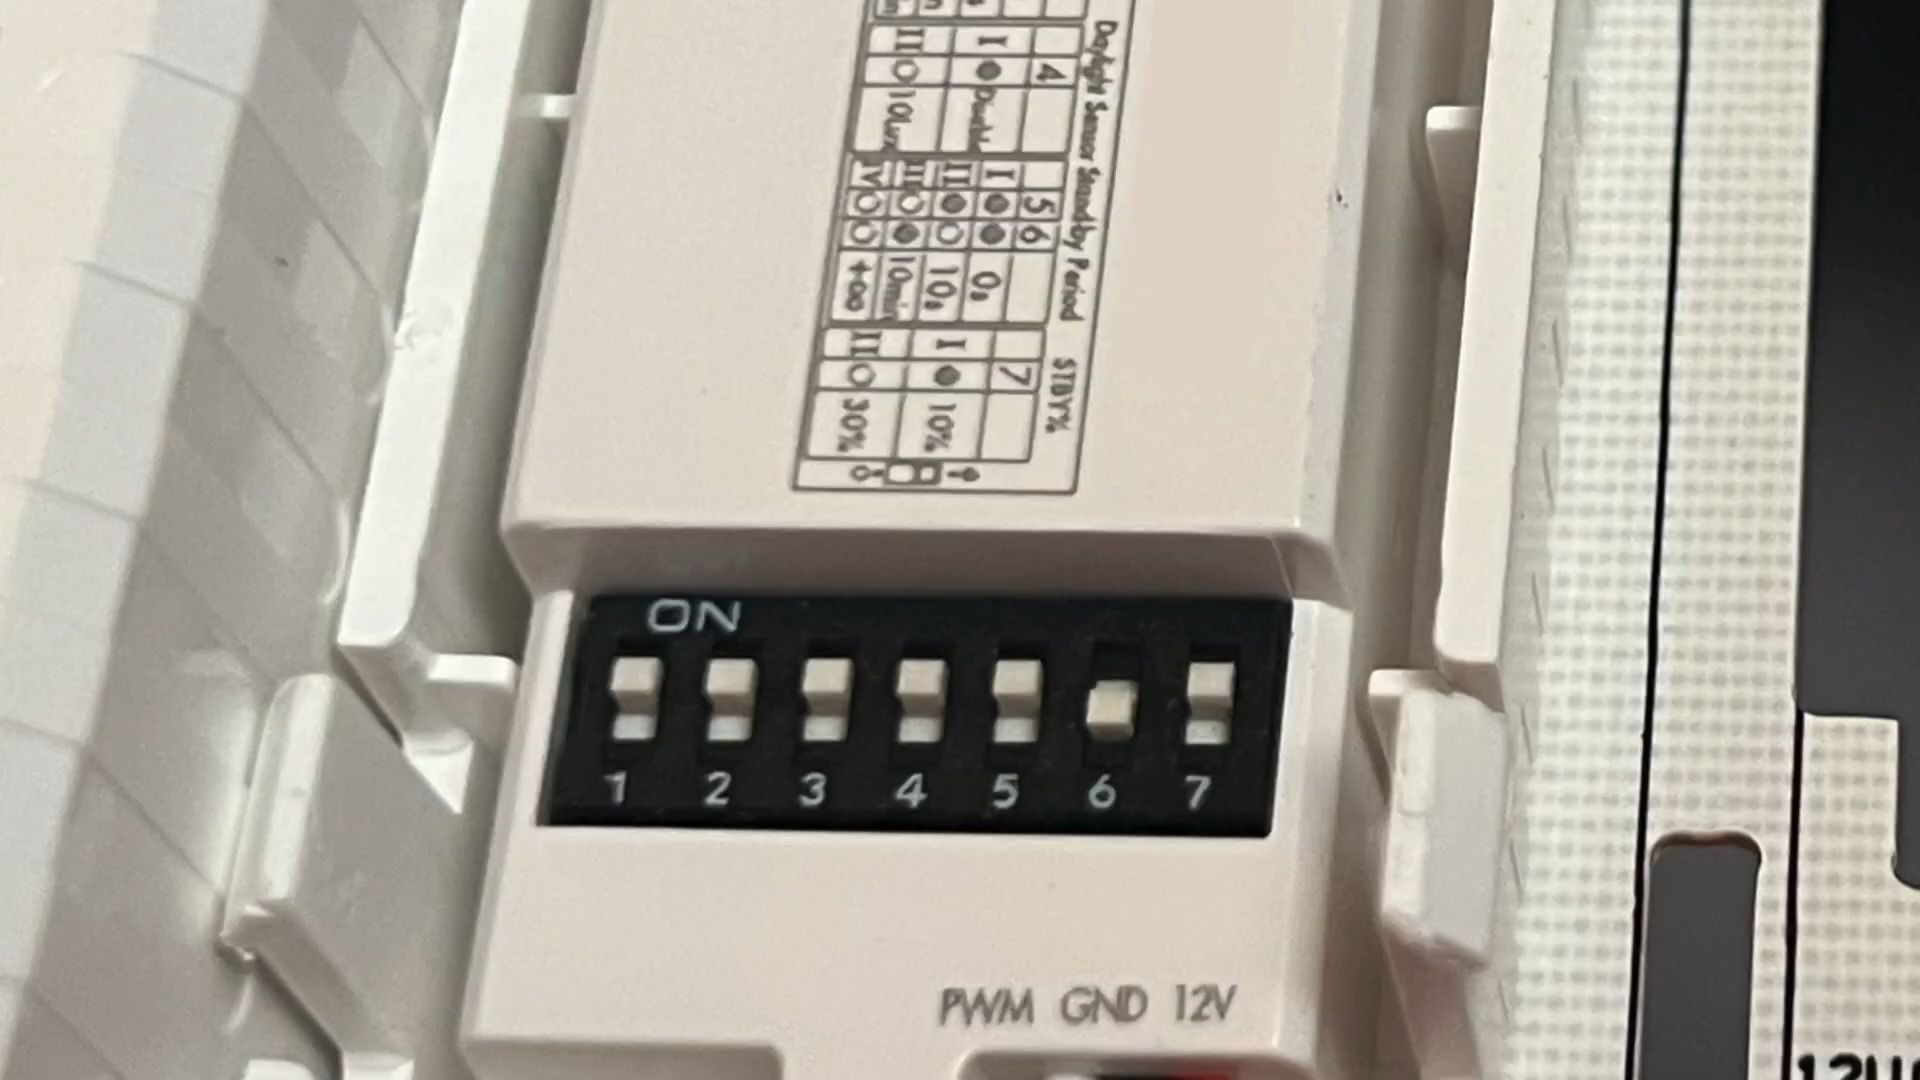 Daylight Sensor Standby Period STBY%
4 5 6 7
I Disable I 0s I 10%
II 10Lux II 10s II 30%
III 10min
IV +∞
ON
1 2 3 4 5 6 7
PWM GND 12V